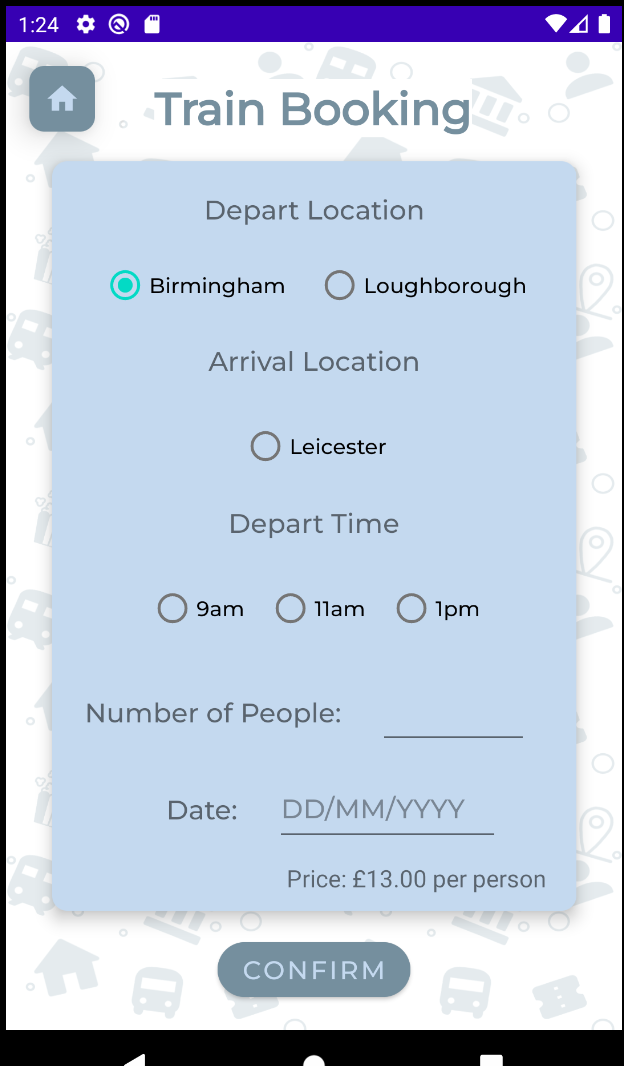 1:24
Train Booking
Depart Location
Birmingham Loughborough
Arrival Location
Leicester
Depart Time
9am 11am 1pm
Number of People:
Date: DD/MM/YYYY
Price: £13.00 per person
CONFIRM